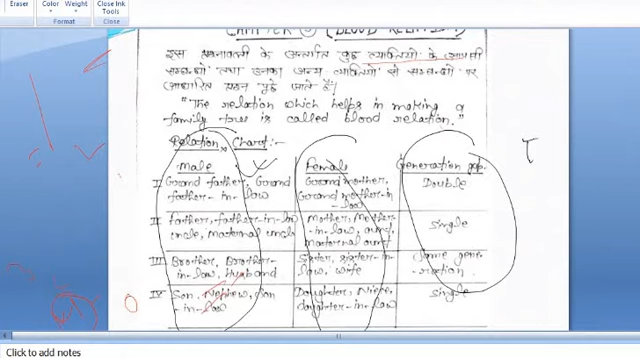 Eraser
Color Weight
Close Ink Tools
Format
Close
CHAPTER (BLOOD RELATION)
इस के अन्तर्गत कुछ व्यक्तियों के आपसी
सम्बन्धों तथा उनका अन्य व्यक्तियों से सम्बन्धों पर
आधारित प्रश्न पूछे जाते हैं।
"The relation which helps in making a
family tree is called blood relation."
Relation Chart:-
Male Female Generation gap
I Grand father, Grand father-in-law Grand mother, Grand mother-in-law Double
II Father, father-in-law uncle, maternal uncle Mother, Mother-in-law, aunt, maternal aunt Single
III Brother, Brother-in-law, Husband Sister, sister-in-law, wife Same generation
IV Son, Nephew, son-in-law Daughter, Niece, daughter-in-law Single
Click to add notes